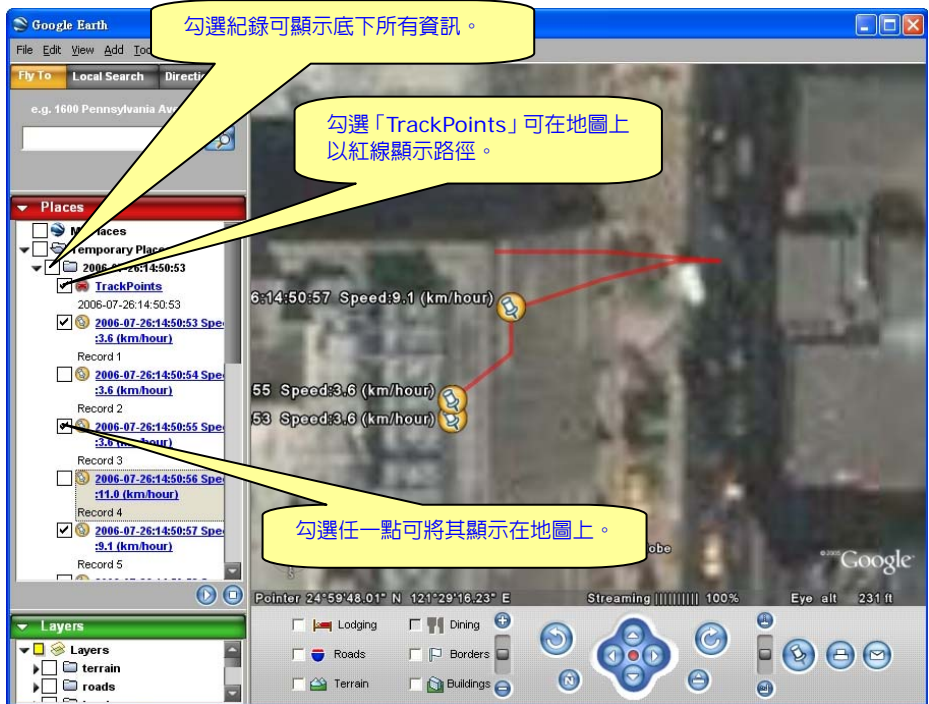 Google Earth
勾選紀錄可顯示底下所有資訊。
File Edit View Add
Fly To Local Search
e.g. 1600 Pennsylvania
勾選「TrackPoints」可在地圖上
以紅線顯示路徑。
Places
Temporary
2006-07-26:14:50:53
TrackPoints
2006-07-26:14:50:53
2006-07-26:14:50:53 Spe
:3.6 (km/hour)
Record 1
2006-07-26:14:50:54 Spe
:3.6 (km/hour)
Record 2
2006-07-26:14:50:55 Spe
:3.6 (km/hour)
Record 3
2006-07-26:14:50:56 Spe
:11.0 (km/hour)
Record 4
2006-07-26:14:50:57 Spe
:9.1 (km/hour)
Record 5
6:14:50:57 Speed:9.1 (km/hour)
55 Speed:3.6 (km/hour)
53 Speed:3.6 (km/hour)
勾選任一點可將其顯示在地圖上。
Google
Pointer 24°59'48.01" N 121°29'16.23" E Streaming |||||||||| 100% Eye alt 231 ft
Layers
Layers
terrain
roads
Lodging Dining
Roads Borders
Terrain Buildings
N